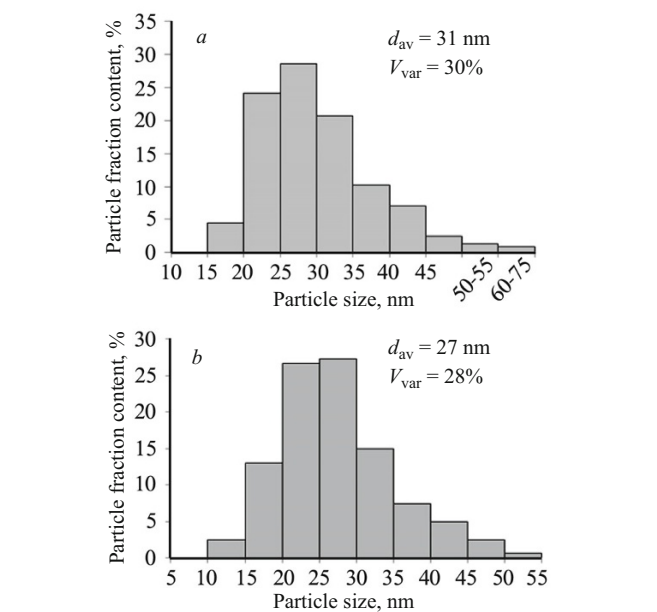 35
a
d_av = 31 nm
30
V_var = 30%
25
20
15
10
5
0
Particle fraction content, %
10 15 20 25 30 35 40 45 50-55 60-75
Particle size, nm
30
b
d_av = 27 nm
25
V_var = 28%
20
15
10
5
0
Particle fraction content, %
5 10 15 20 25 30 35 40 45 50 55
Particle size, nm